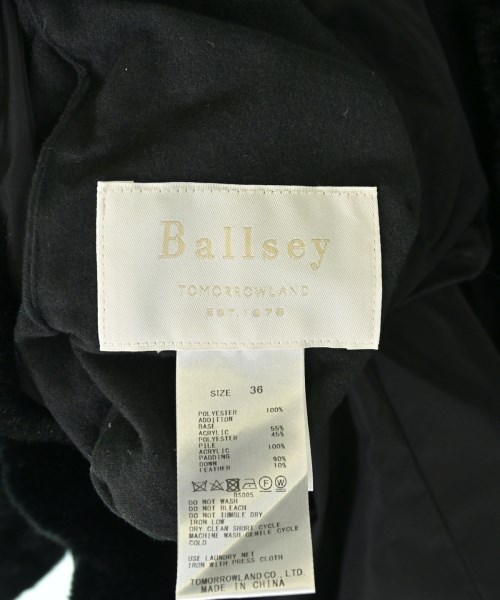 Ballsey
TOMORROWLAND
EST.1978
SIZE 36
POLYESTER 100%
ADDITION
BASE
ACRYLIC 55%
POLYESTER 45%
PILE
ACRYLIC 100%
PADDING
DOWN 90%
FEATHER 10%
BS005
DO NOT WASH
DO NOT BLEACH
DO NOT TUMBLE DRY
IRON LOW
DRY CLEAN SHORT CYCLE
MACHINE WASH GENTLE CYCLE
COLD
USE LAUNDRY NET
IRON WITH PRESS CLOTH
TOMORROWLAND CO., LTD.
MADE IN CHINA